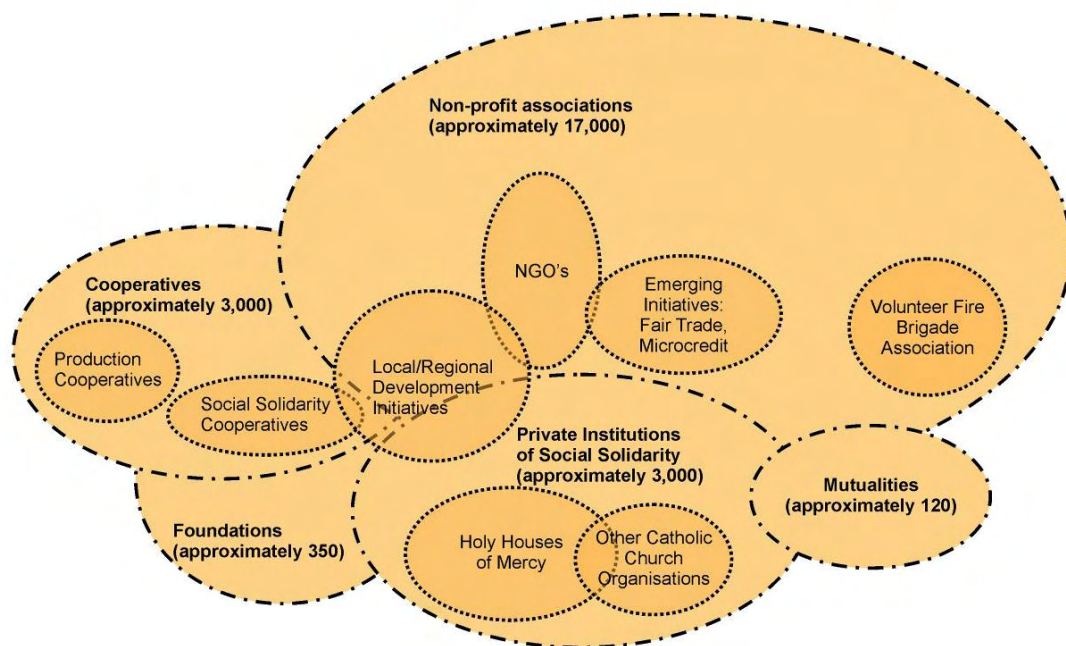 Non-profit associations
(approximately 17,000)
NGO's
Emerging
Initiatives:
Fair Trade,
Microcredit
Volunteer Fire
Brigade
Association
Cooperatives
(approximately 3,000)
Production
Cooperatives
Social Solidarity
Cooperatives
Local/Regional
Development
Initiatives
Private Institutions
of Social Solidarity
(approximately 3,000)
Mutualities
(approximately 120)
Foundations
(approximately 350)
Holy Houses
of Mercy
Other Catholic
Church
Organisations